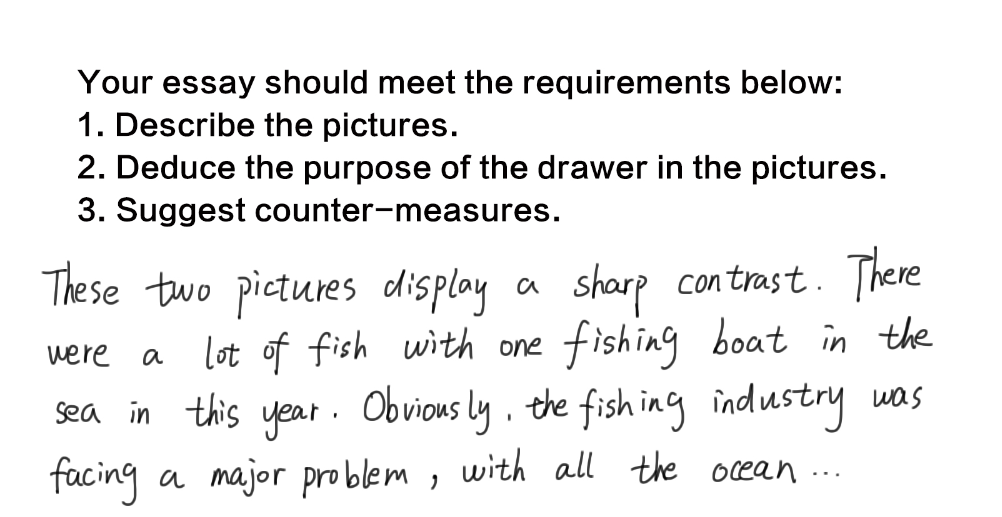 Your essay should meet the requirements below:
1. Describe the pictures.
2. Deduce the purpose of the drawer in the pictures.
3. Suggest counter-measures.
These two pictures display a sharp contrast. There
were a lot of fish with one fishing boat in the
sea in this year. Obviously, the fishing industry was
facing a major problem, with all the ocean...